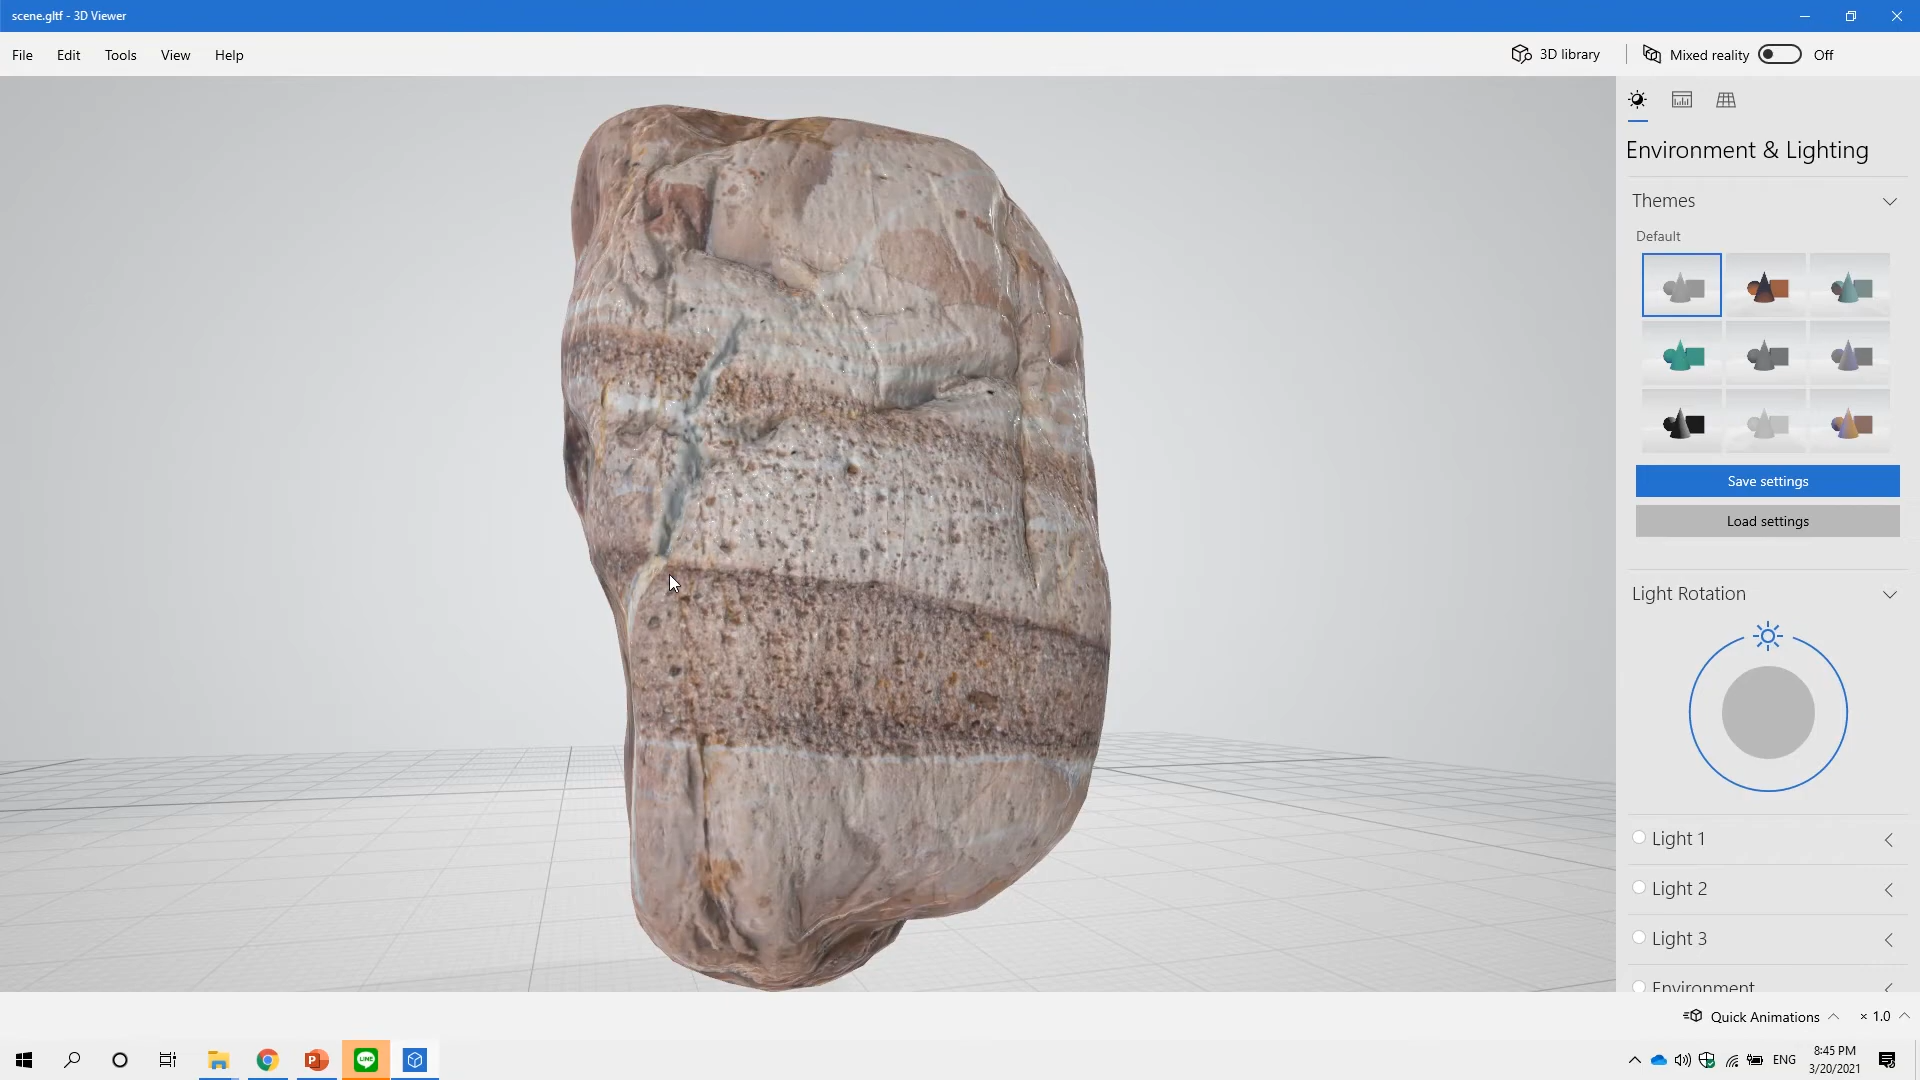 scene.gltf - 3D Viewer
File Edit Tools View Help
3D library
Mixed reality Off
Environment & Lighting
Themes
Default
Save settings
Load settings
Light Rotation
Light 1
Light 2
Light 3
Environment
Quick Animations × 1.0
P LINE
ENG
8:45 PM
3/20/2021